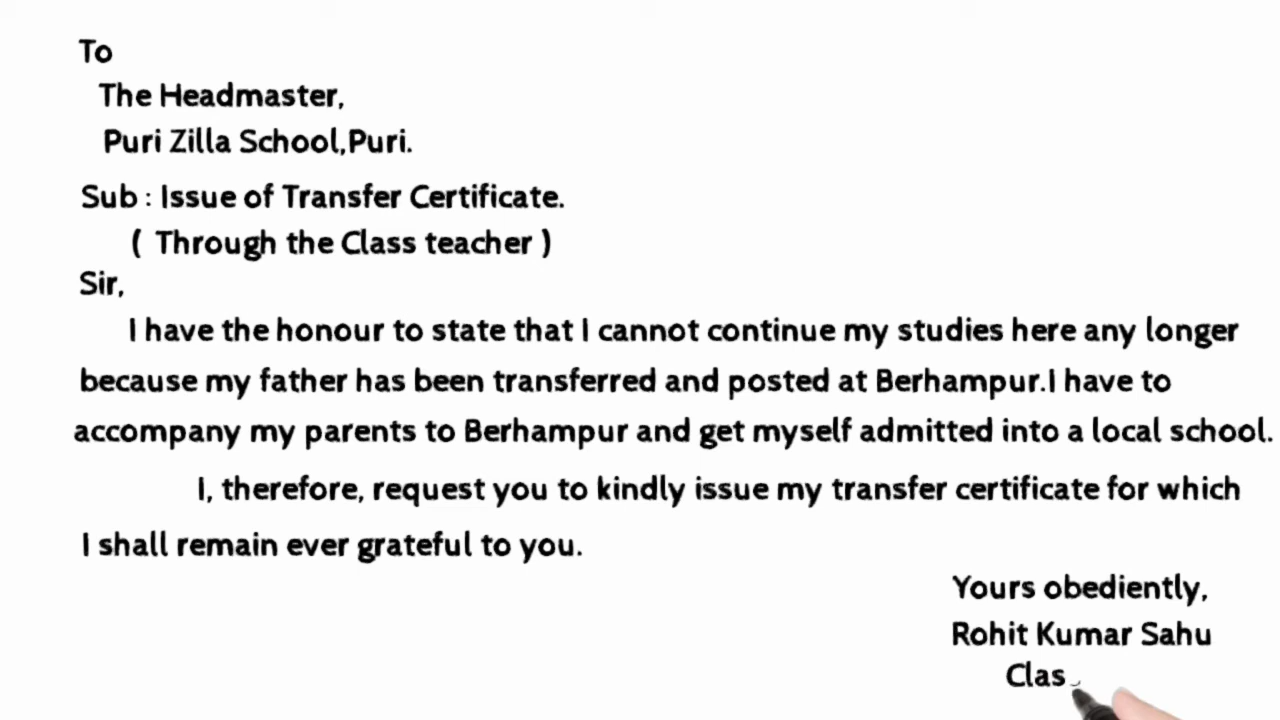 To
The Headmaster,
Puri Zilla School,Puri.
Sub : Issue of Transfer Certificate.
( Through the Class teacher )
Sir,
I have the honour to state that I cannot continue my studies here any longer
because my father has been transferred and posted at Berhampur.I have to
accompany my parents to Berhampur and get myself admitted into a local school.
I, therefore, request you to kindly issue my transfer certificate for which
I shall remain ever grateful to you.
Yours obediently,
Rohit Kumar Sahu
Clas